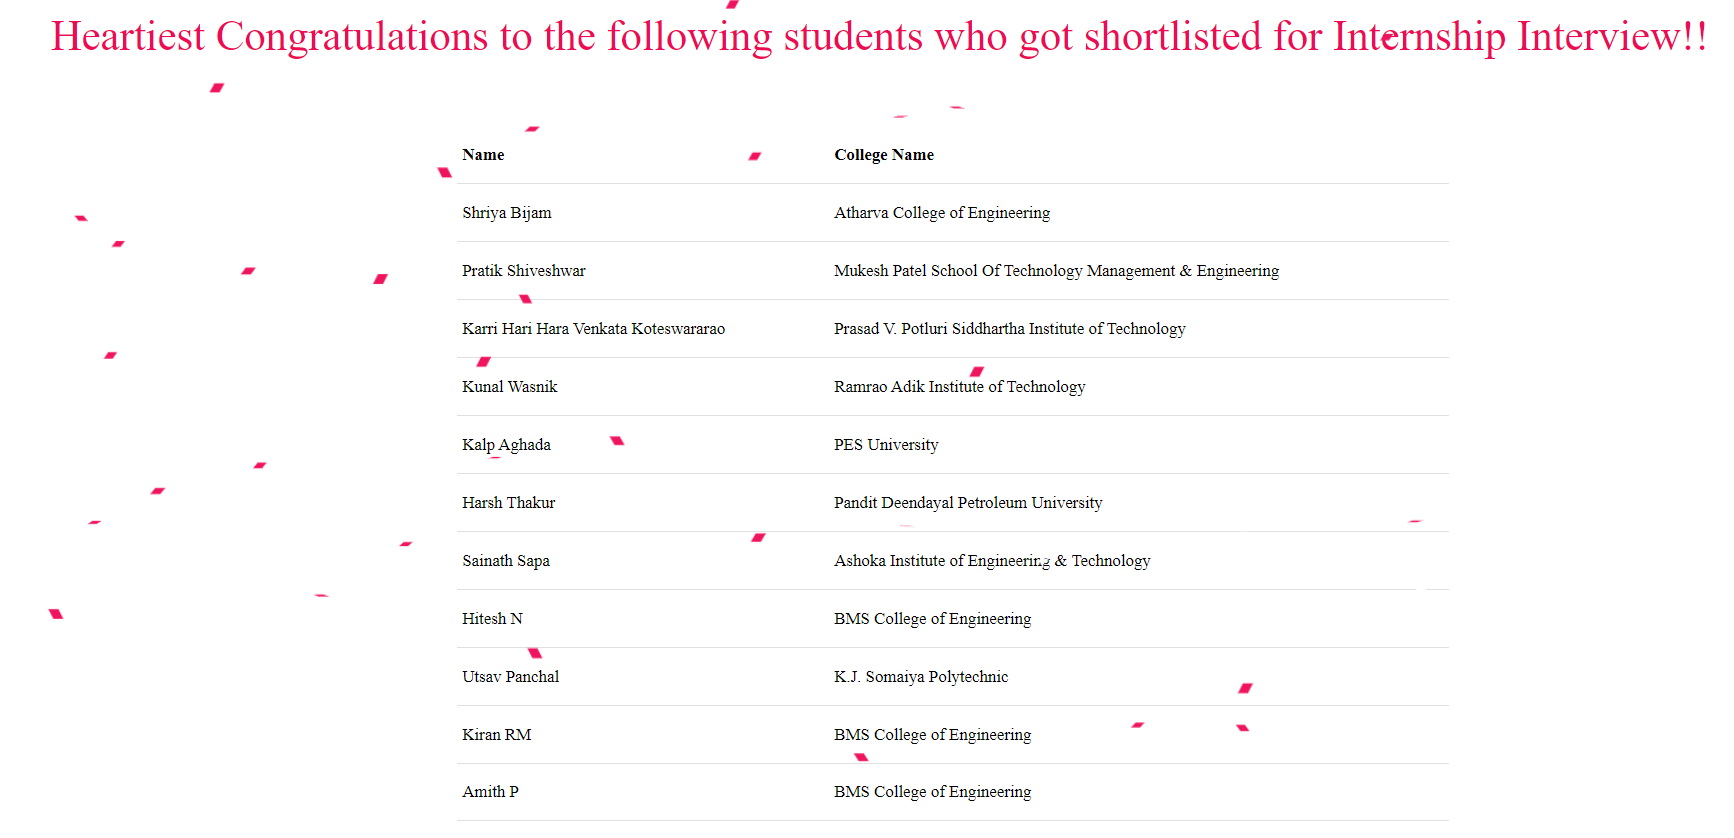 Heartiest Congratulations to the following students who got shortlisted for Internship Interview!!
Name College Name
Shriya Bijam Atharva College of Engineering
Pratik Shiveshwar Mukesh Patel School Of Technology Management & Engineering
Karri Hari Hara Venkata Koteswararao Prasad V. Potluri Siddhartha Institute of Technology
Kunal Wasnik Ramrao Adik Institute of Technology
Kalp Aghada PES University
Harsh Thakur Pandit Deendayal Petroleum University
Sainath Sapa Ashoka Institute of Engineering & Technology
Hitesh N BMS College of Engineering
Utsav Panchal K.J. Somaiya Polytechnic
Kiran RM BMS College of Engineering
Amith P BMS College of Engineering